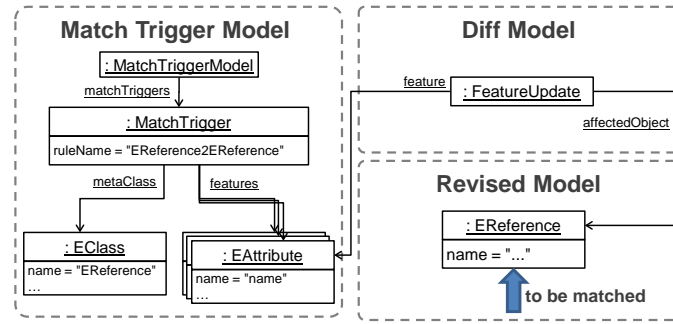 Match Trigger Model
: MatchTriggerModel
matchTriggers
: MatchTrigger
ruleName = "EReference2EReference"
metaClass
features
: EClass
name = "EReference"
...
: EAttribute
name = "name"
...
Diff Model
feature
: FeatureUpdate
affectedObject
Revised Model
: EReference
name = "..."
to be matched